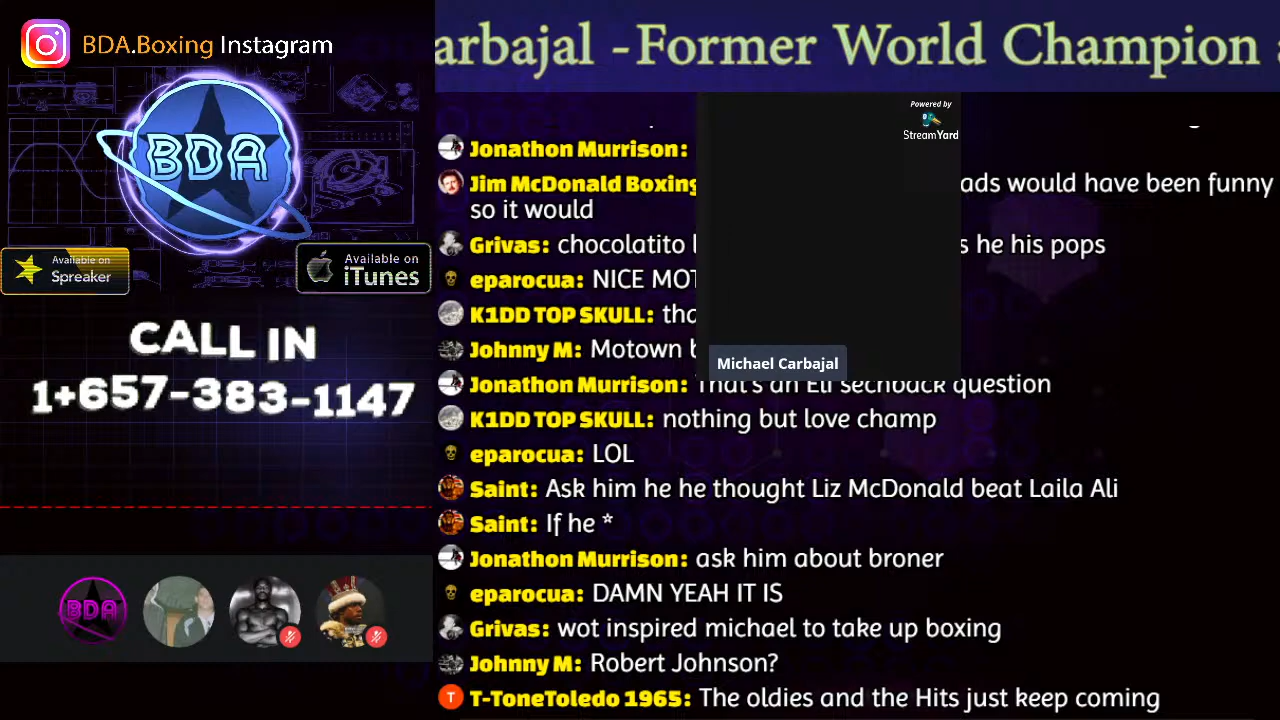 BDA.Boxing Instagram
BDA
Available on
Spreaker
Available on
iTunes
CALL IN
1+657-383-1147
BDA
arbajal -Former World Champion
Powered by
StreamYard
Jonathon Murrison:
Jim McDonald Boxing
ads would have been funny
so it would
Grivas: chocolatito
s he his pops
eparocua: NICE MOT
K1DD TOP SKULL: tha
Johnny M: Motown
Michael Carbajal
Jonathon Murrison: That's an Eli sechback question
K1DD TOP SKULL: nothing but love champ
eparocua: LOL
Saint: Ask him he he thought Liz McDonald beat Laila Ali
Saint: If he *
Jonathon Murrison: ask him about broner
eparocua: DAMN YEAH IT IS
Grivas: wot inspired michael to take up boxing
Johnny M: Robert Johnson?
T
T-ToneToledo 1965: The oldies and the Hits just keep coming